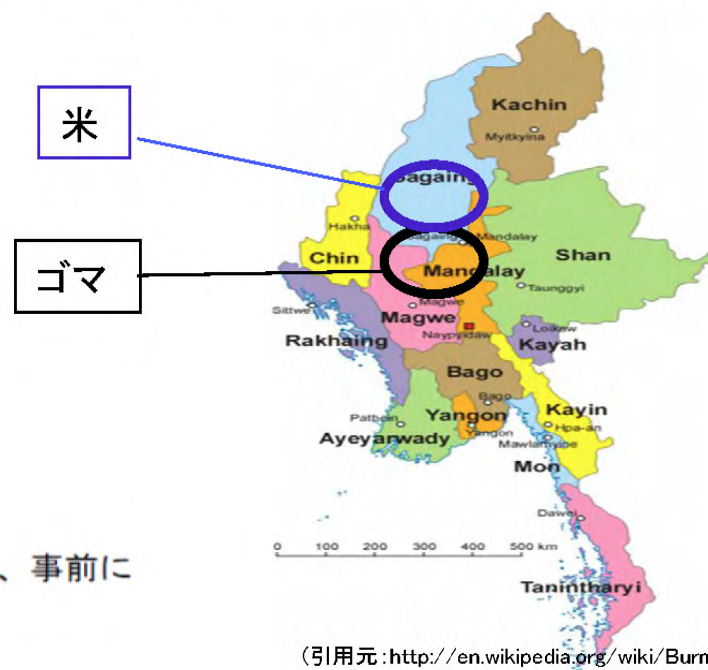 米
ゴマ
Kachin
Myitkyina
Sagaing
Hakha
Sagaing
Mandalay
Chin
Mandalay
Shan
Taunggyi
Magwe
Magwe
Sittwe
Naypyidaw
Loikaw
Rakhaing
Kayah
Bago
Bago
Kayin
Pathein
Yangon
Yangon
Hpa-an
Ayeyarwady
Mawlamyine
Mon
Dawei
0 100 200 300 400 500 km
、事前に
Tanintharyi
(引用元:http://en.wikipedia.org/wiki/Burm